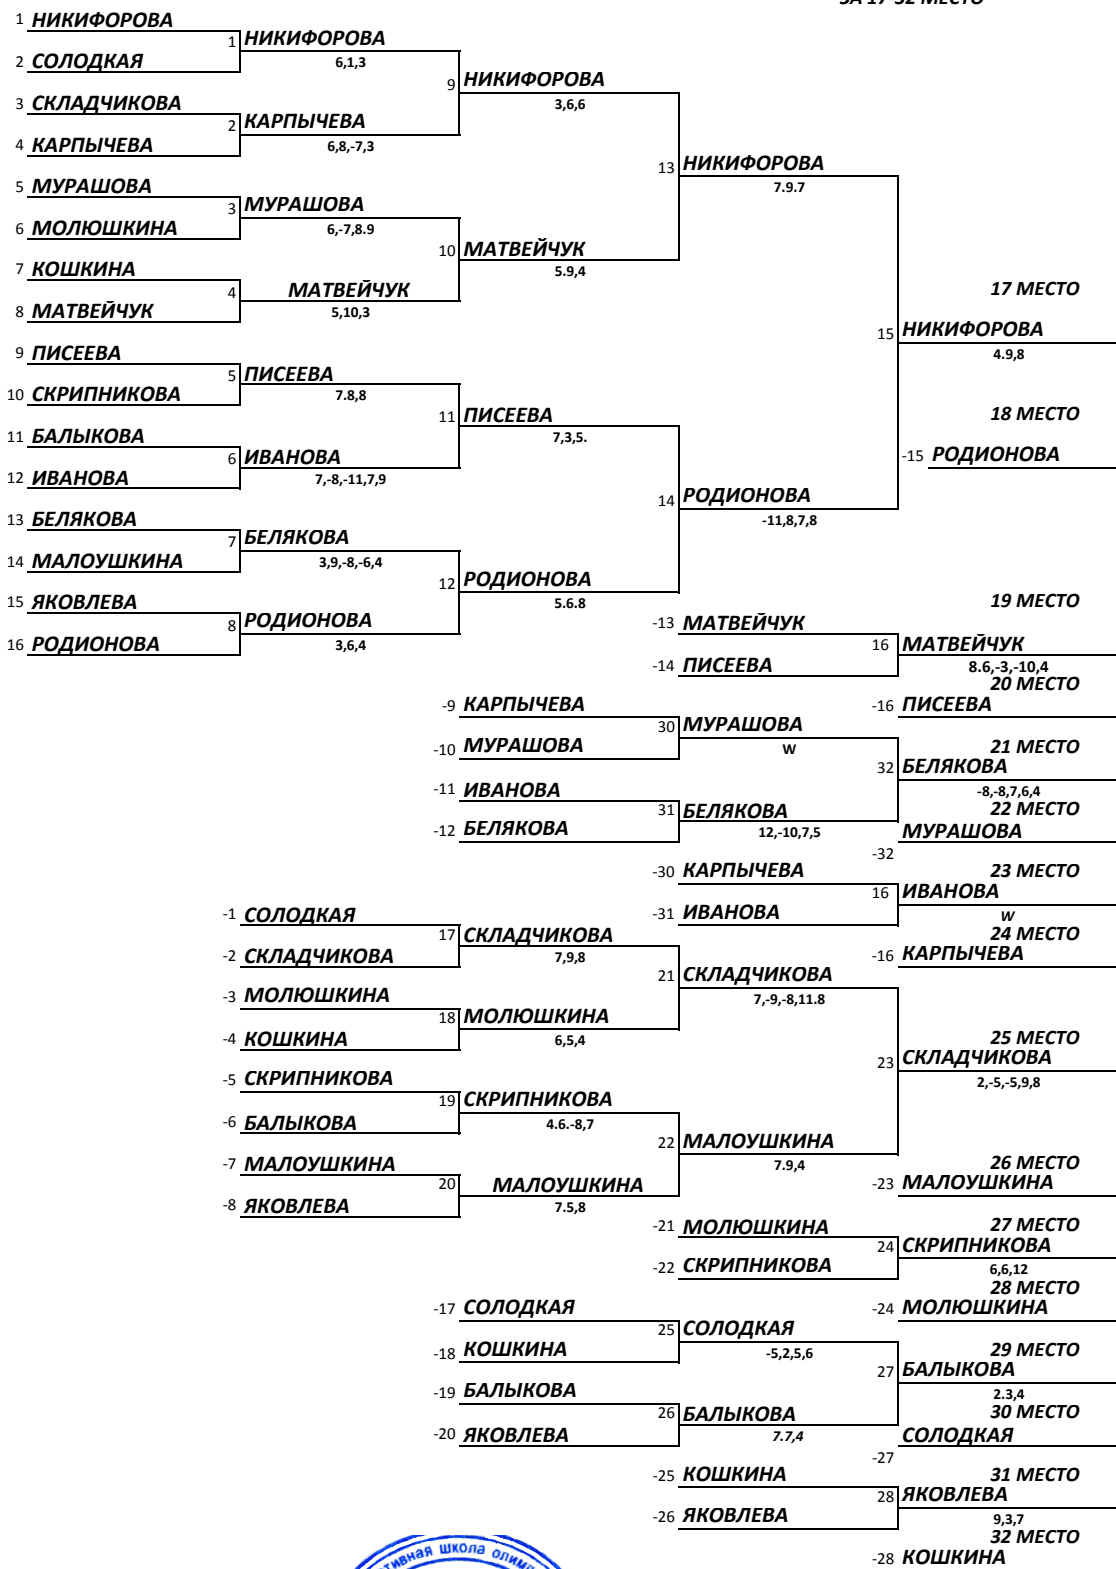 ЗА 17-32 МЕСТО
1 НИКИФОРОВА
1 НИКИФОРОВА
2 СОЛОДКАЯ
6,1,3
9 НИКИФОРОВА
3 СКЛАДЧИКОВА
3,6,6
2 КАРПЫЧЕВА
4 КАРПЫЧЕВА
6,8,-7,3
13 НИКИФОРОВА
5 МУРАШОВА
7.9.7
3 МУРАШОВА
6 МОЛЮШКИНА
6,-7,8.9
10 МАТВЕЙЧУК
7 КОШКИНА
5.9,4
4 МАТВЕЙЧУК
17 МЕСТО
8 МАТВЕЙЧУК
5,10,3
15 НИКИФОРОВА
9 ПИСЕЕВА
4.9,8
5 ПИСЕЕВА
10 СКРИПНИКОВА
7.8,8
11 ПИСЕЕВА
18 МЕСТО
11 БАЛЫКОВА
7,3,5.
6 ИВАНОВА
-15 РОДИОНОВА
12 ИВАНОВА
7,-8,-11,7,9
14 РОДИОНОВА
13 БЕЛЯКОВА
-11,8,7,8
7 БЕЛЯКОВА
14 МАЛОУШКИНА
3,9,-8,-6,4
12 РОДИОНОВА
15 ЯКОВЛЕВА
5.6.8
19 МЕСТО
8 РОДИОНОВА
-13 МАТВЕЙЧУК
16 РОДИОНОВА
3,6,4
16 МАТВЕЙЧУК
-14 ПИСЕЕВА
8.6,-3,-10,4
20 МЕСТО
-9 КАРПЫЧЕВА
-16 ПИСЕЕВА
30 МУРАШОВА
-10 МУРАШОВА
W
21 МЕСТО
32 БЕЛЯКОВА
-11 ИВАНОВА
-8,-8,7,6,4
31 БЕЛЯКОВА
22 МЕСТО
-12 БЕЛЯКОВА
12,-10,7,5
МУРАШОВА
-32
-30 КАРПЫЧЕВА
23 МЕСТО
16 ИВАНОВА
-1 СОЛОДКАЯ
-31 ИВАНОВА
W
17 СКЛАДЧИКОВА
24 МЕСТО
-2 СКЛАДЧИКОВА
7,9,8
-16 КАРПЫЧЕВА
21 СКЛАДЧИКОВА
-3 МОЛЮШКИНА
7,-9,-8,11.8
18 МОЛЮШКИНА
-4 КОШКИНА
6,5,4
25 МЕСТО
23 СКЛАДЧИКОВА
-5 СКРИПНИКОВА
2,-5,-5,9,8
19 СКРИПНИКОВА
-6 БАЛЫКОВА
4.6.-8,7
22 МАЛОУШКИНА
-7 МАЛОУШКИНА
7.9,4
26 МЕСТО
20 МАЛОУШКИНА
-23 МАЛОУШКИНА
-8 ЯКОВЛЕВА
7.5,8
-21 МОЛЮШКИНА
27 МЕСТО
24 СКРИПНИКОВА
-22 СКРИПНИКОВА
6,6,12
28 МЕСТО
-17 СОЛОДКАЯ
-24 МОЛЮШКИНА
25 СОЛОДКАЯ
-18 КОШКИНА
-5,2,5,6
29 МЕСТО
27 БАЛЫКОВА
-19 БАЛЫКОВА
2.3,4
26 БАЛЫКОВА
30 МЕСТО
-20 ЯКОВЛЕВА
7.7,4
СОЛОДКАЯ
-27
-25 КОШКИНА
31 МЕСТО
28 ЯКОВЛЕВА
-26 ЯКОВЛЕВА
9,3,7
32 МЕСТО
-28 КОШКИНА
школа